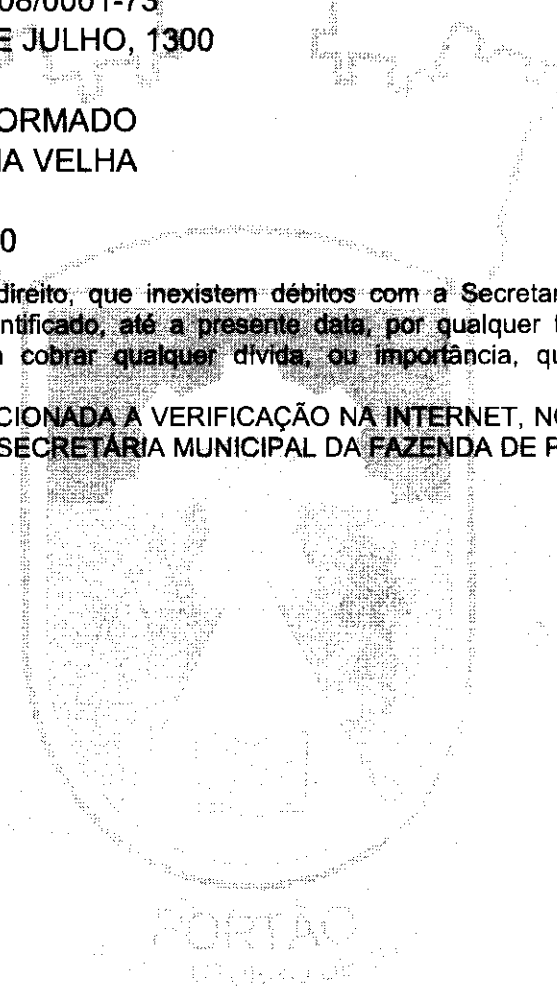 08/0001-73
E JULHO, 1300
ORMADO
IA VELHA
0
direito, que inexistem débitos com a Secretar
ntificado, até a presente data, por qualquer
cobrar qualquer dívida, ou importância, qu
CIONADA A VERIFICAÇÃO NA INTERNET, NO
SECRETÁRIA MUNICIPAL DA FAZENDA DE P
PORTÃO